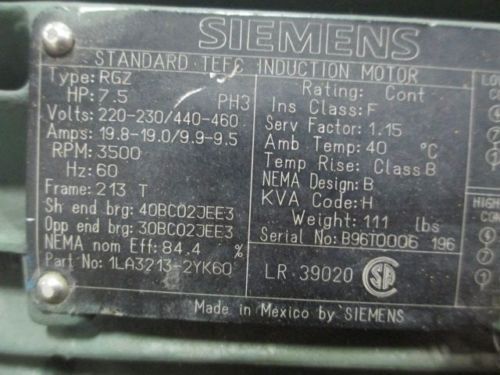 SIEMENS
STANDARD TEFC INDUCTION MOTOR
Type: RGZ
HP: 7.5 PH3
Volts: 220-230/440-460
Amps: 19.8-19.0/9.9-9.5
RPM: 3500
Hz: 60
Frame: 213 T
Sh end brg: 40BC02JEE3
Opp end brg: 30BC02JEE3
NEMA nom Eff: 84.4 %
Part No: 1LA3213-2YK60
Rating: Cont
Ins Class: F
Serv Factor: 1.15
Amb Temp: 40 °C
Temp Rise: Class B
NEMA Design: B
KVA Code: H
Weight: 111 lbs
Serial No: B96T0006 196
LR 39020 SA
Made in Mexico by SIEMENS
HIGH